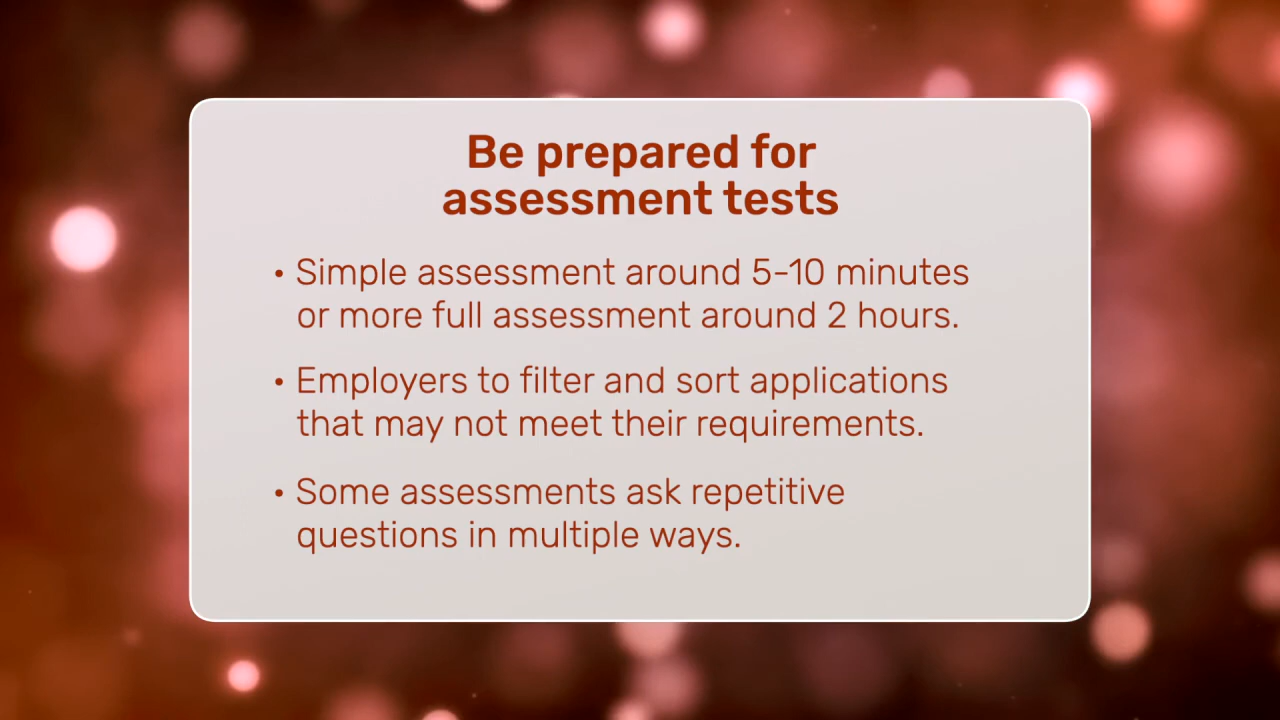 Be prepared for
assessment tests
• Simple assessment around 5-10 minutes
or more full assessment around 2 hours.
• Employers to filter and sort applications
that may not meet their requirements.
• Some assessments ask repetitive
questions in multiple ways.